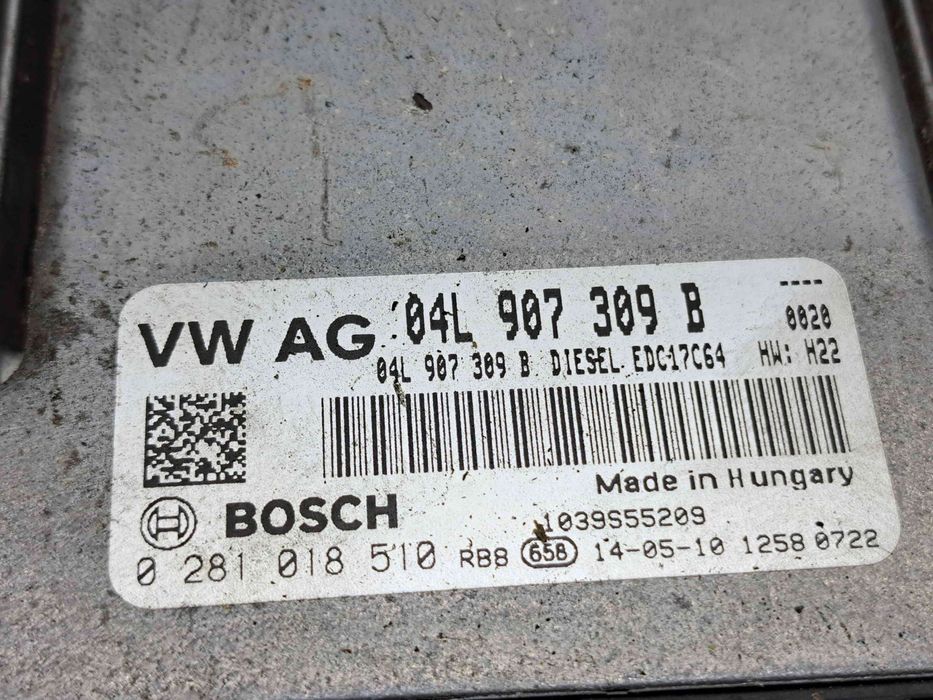 ----
VW AG 04L 907 309 B 0020
04L 907 309 B DIESEL EDC17C64 HW: H22
Made in Hungary
BOSCH 1039S55209
0 281 018 510 RBB 658 14-05-10 1258 0722